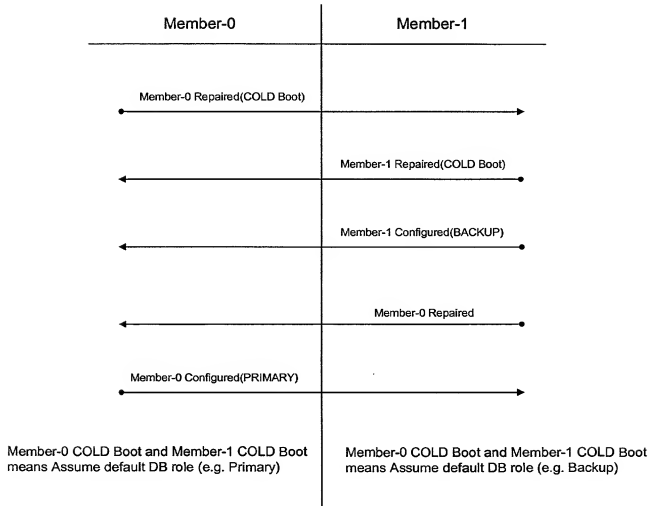 Member-0
Member-1
Member-0 Repaired(COLD Boot)
Member-1 Repaired(COLD Boot)
Member-1 Configured(BACKUP)
Member-0 Repaired
Member-0 Configured(PRIMARY)
Member-0 COLD Boot and Member-1 COLD Boot
means Assume default DB role (e.g. Primary)
Member-0 COLD Boot and Member-1 COLD Boot
means Assume default DB role (e.g. Backup)